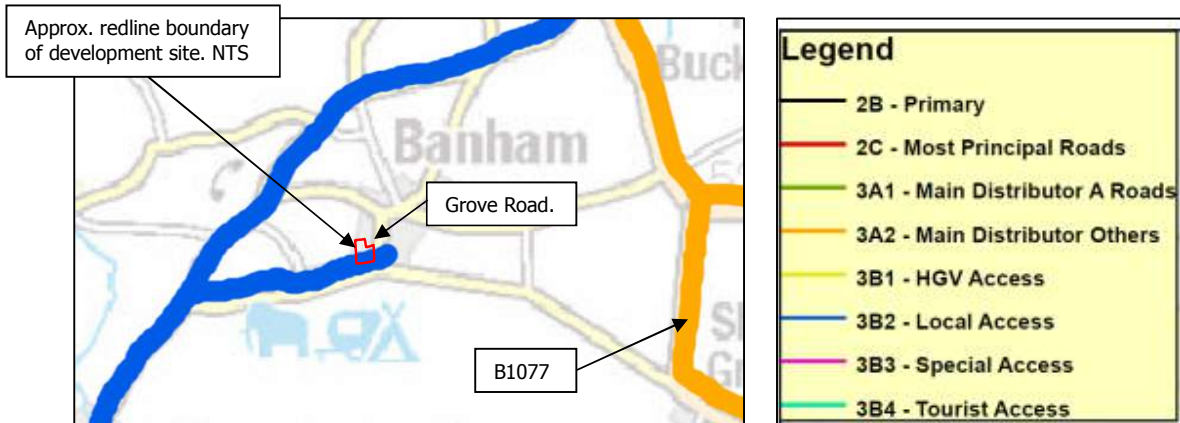 Approx. redline boundary
of development site. NTS
Buck
Banham
Grove Road.
B1077
Legend
2B - Primary
2C - Most Principal Roads
3A1 - Main Distributor A Roads
3A2 - Main Distributor Others
3B1 - HGV Access
3B2 - Local Access
3B3 - Special Access
3B4 - Tourist Access